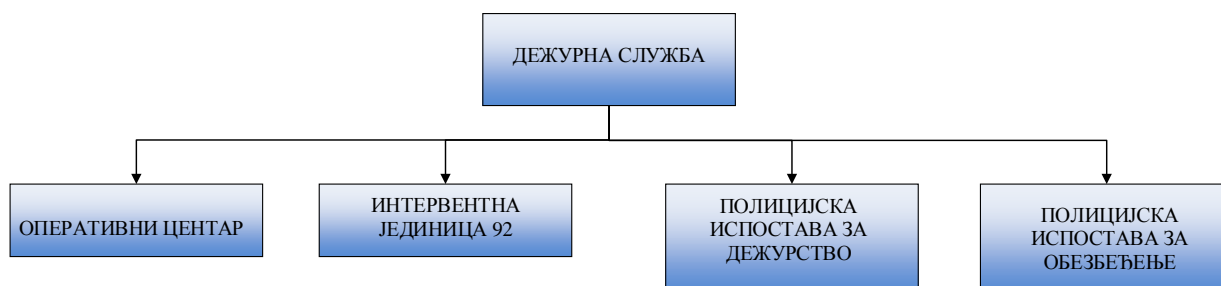 ДЕЖУРНА СЛУЖБА
ОПЕРАТИВНИ ЦЕНТАР
ИНТЕРВЕНТНА
ЈЕДИНИЦА 92
ПОЛИЦИЈСКА
ИСПОСТАВА ЗА
ДЕЖУРСТВО
ПОЛИЦИЈСКА
ИСПОСТАВА ЗА
ОБЕЗБЕЂЕЊЕ